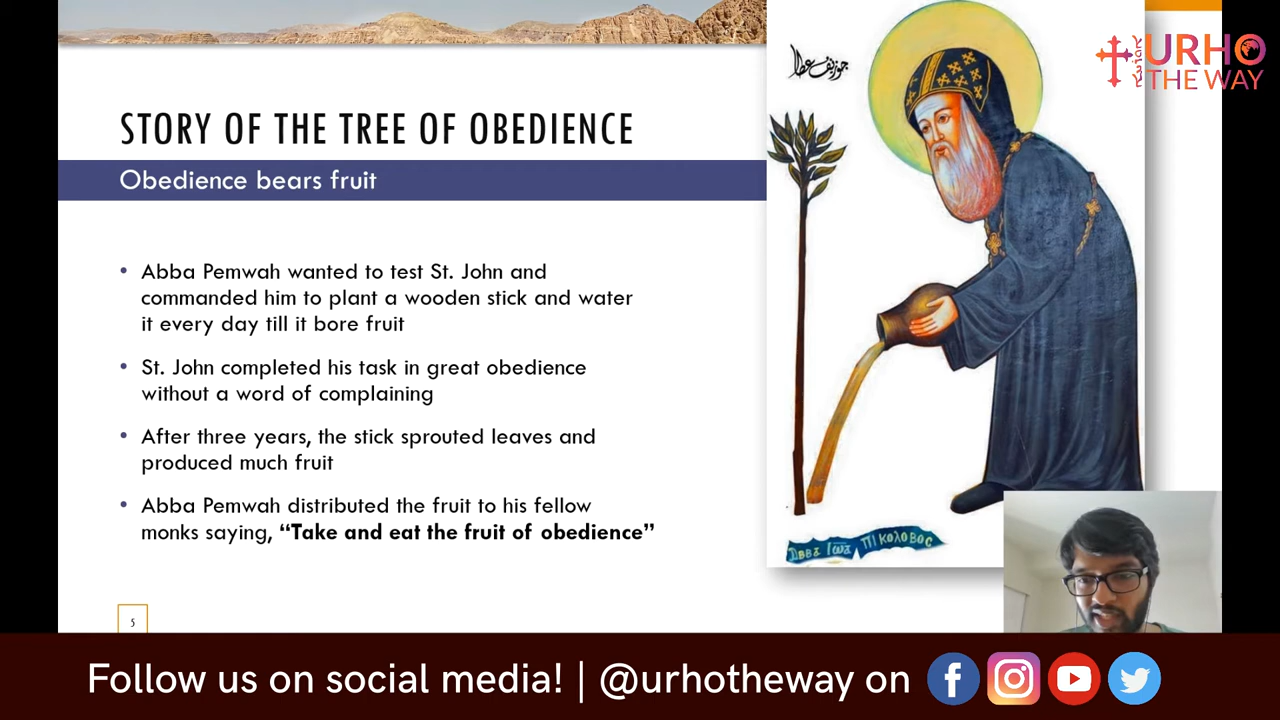 URHO
THE WAY
جوزيف عطا
STORY OF THE TREE OF OBEDIENCE
Obedience bears fruit
• Abba Pemwah wanted to test St. John and
commanded him to plant a wooden stick and water
it every day till it bore fruit
• St. John completed his task in great obedience
without a word of complaining
• After three years, the stick sprouted leaves and
produced much fruit
• Abba Pemwah distributed the fruit to his fellow
monks saying, “Take and eat the fruit of obedience”
ΠΙΚΟΛΟΒΟC
5
Follow us on social media! | @urhotheway on